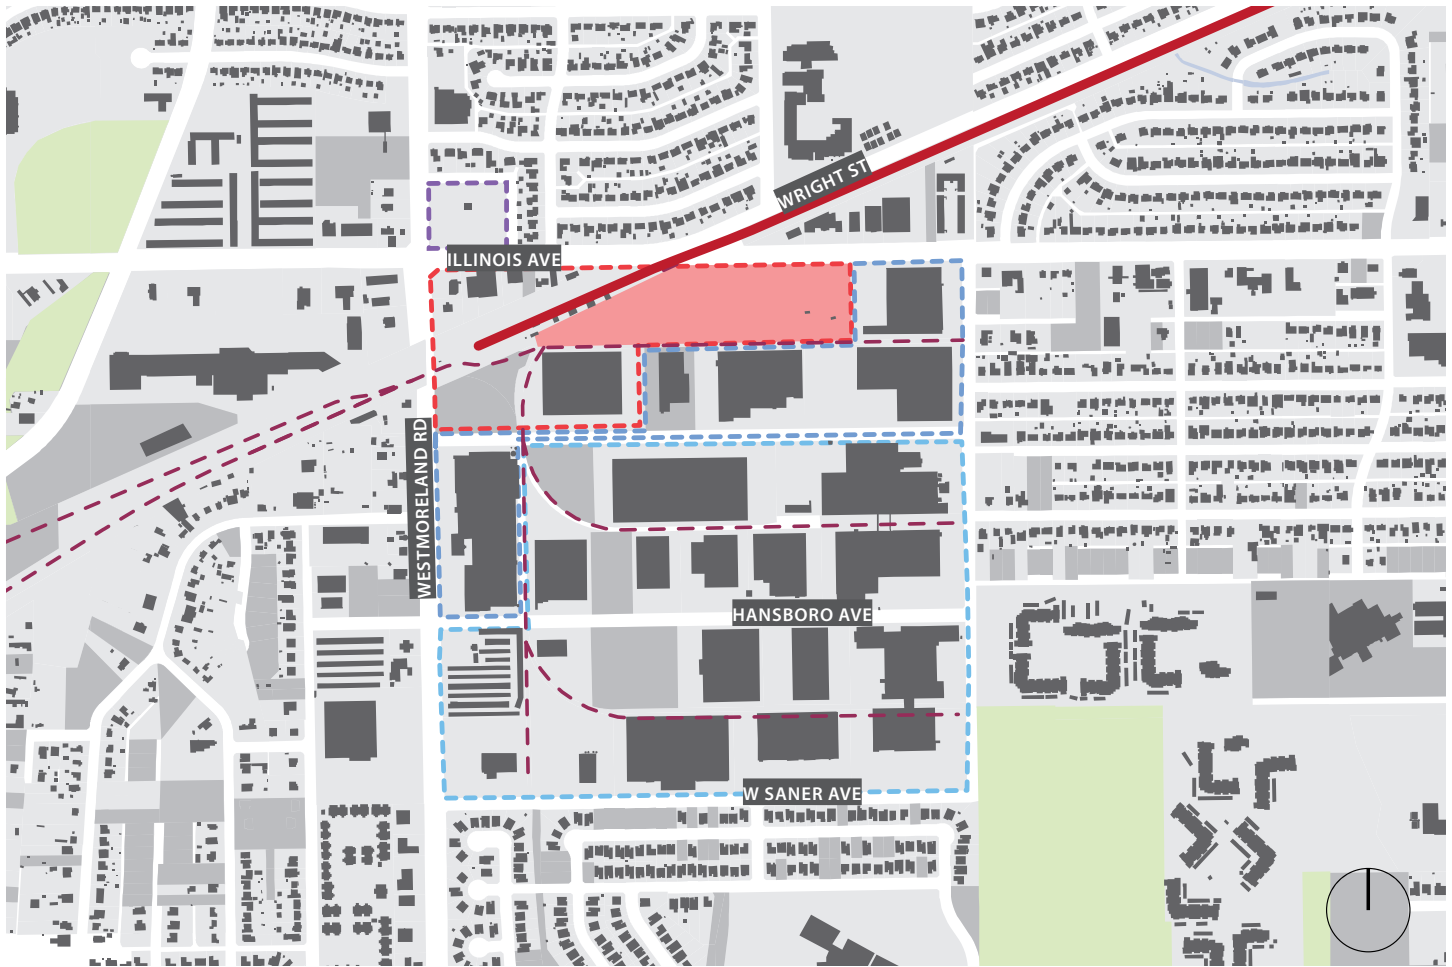 WRIGHT ST
ILLINOIS AVE
WESTMORELAND RD
HANSBORO AVE
W SANER AVE